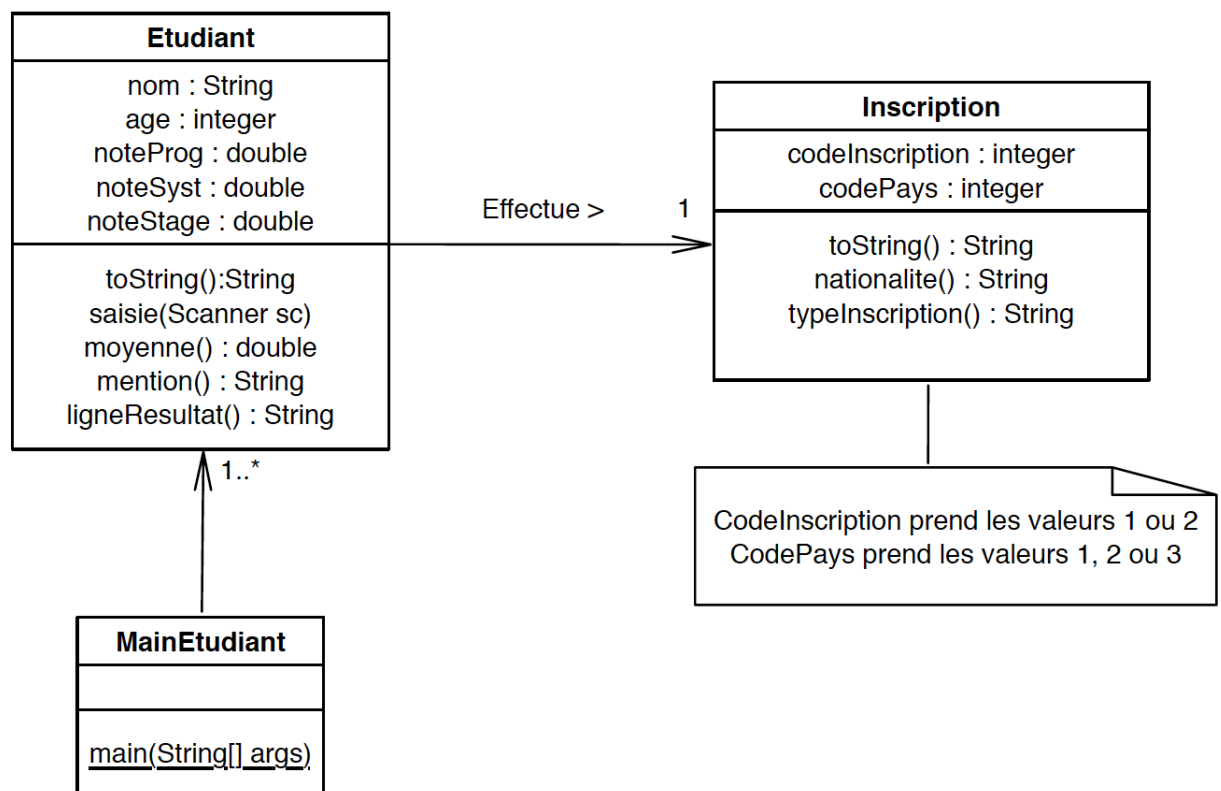 Etudiant
nom : String
age : integer
noteProg : double
noteSyst : double
noteStage : double
toString():String
saisie(Scanner sc)
moyenne() : double
mention() : String
ligneResultat() : String
Effectue >
1
Inscription
codeInscription : integer
codePays : integer
toString() : String
nationalite() : String
typeInscription() : String
1..*
CodeInscription prend les valeurs 1 ou 2
CodePays prend les valeurs 1, 2 ou 3
MainEtudiant
main(String[] args)